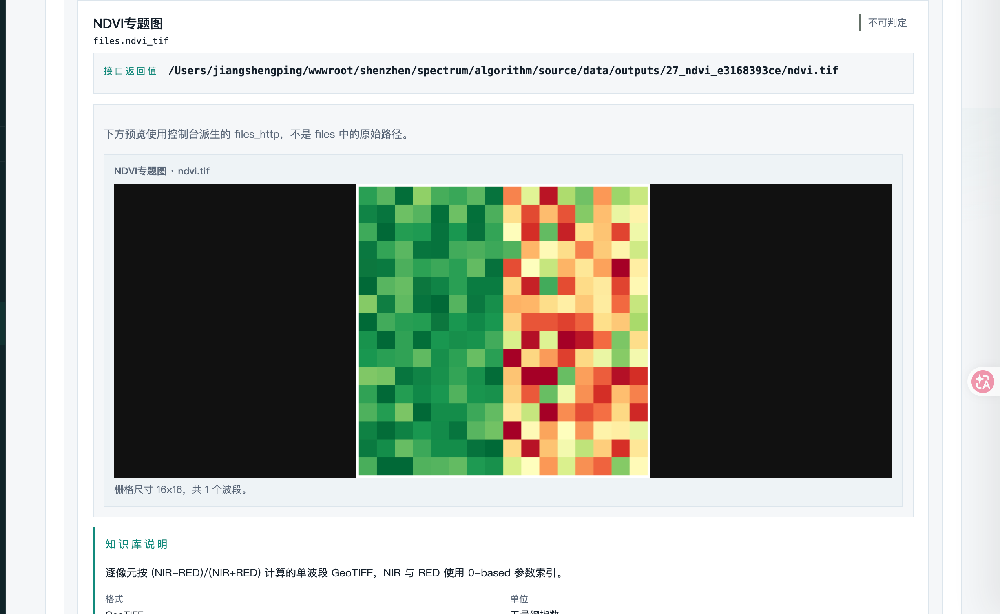 NDVI专题图
不可判定
files.ndvi_tif
接口返回值 /Users/jiangshengping/wwwroot/shenzhen/spectrum/algorithm/source/data/outputs/27_ndvi_e3168393ce/ndvi.tif
下方预览使用控制台派生的 files_http，不是 files 中的原始路径。
NDVI专题图 · ndvi.tif
栅格尺寸 16×16，共 1 个波段。
知识库说明
逐像元按 (NIR-RED)/(NIR+RED) 计算的单波段 GeoTIFF，NIR 与 RED 使用 0-based 参数索引。
格式
单位
GeoTIFF
无量纲指数